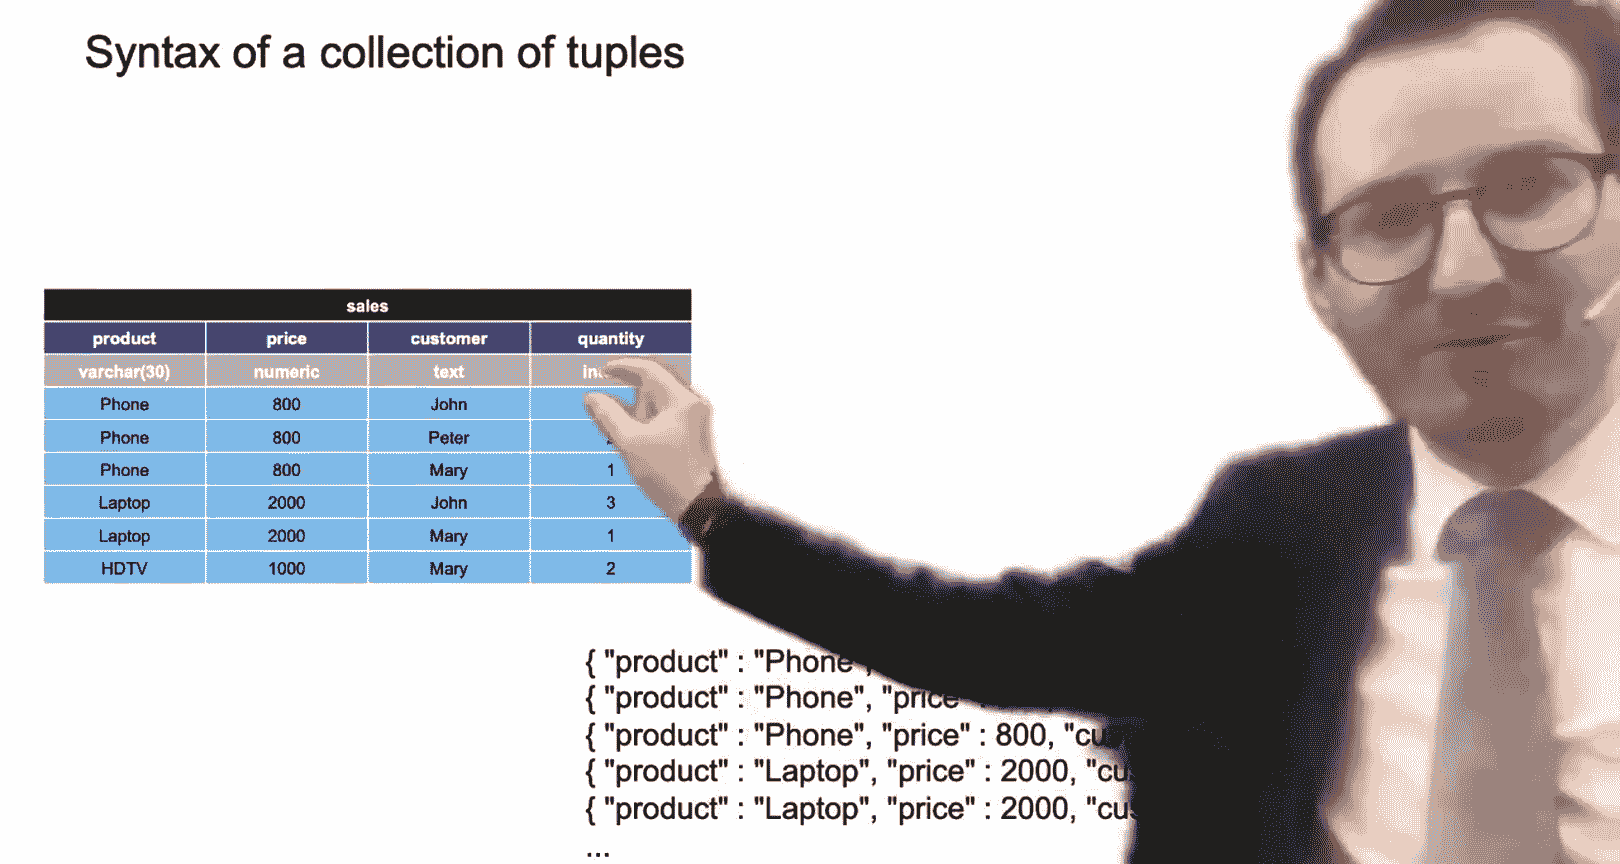 Syntax of a collection of tuples
sales
product price customer quantity
varchar(30) numeric text
Phone 800 John
Phone 800 Peter
Phone 800 Mary 1
Laptop 2000 John 3
Laptop 2000 Mary 1
HDTV 1000 Mary 2
{ "product" : "Phone",
{ "product" : "Phone", "price"
{ "product" : "Phone", "price" : 800,
{ "product" : "Laptop", "price" : 2000,
{ "product" : "Laptop", "price" : 2000,
...